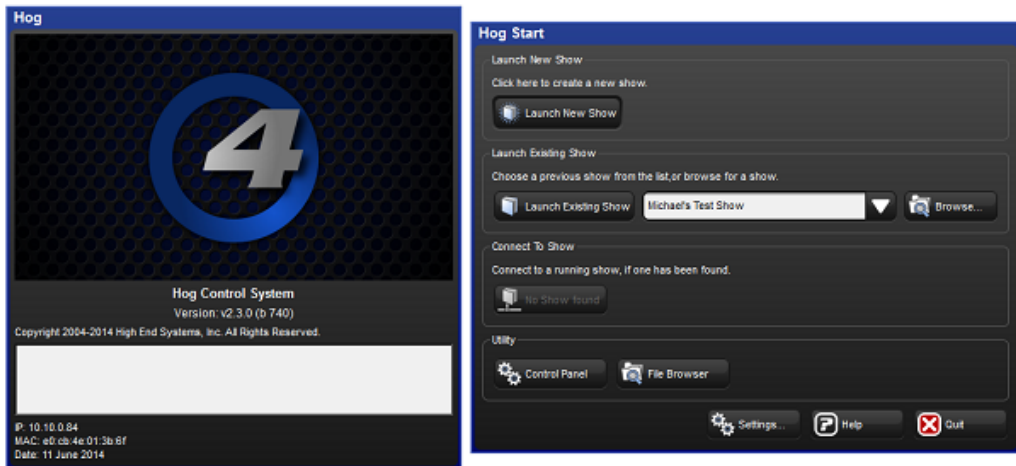 Hog
4
Hog Control System
Version: v2.3.0 (b 740)
Copyright 2004-2014 High End Systems, Inc. All Rights Reserved.
IP: 10.10.0.84
MAC: e0:cb:4e:01:3b:6f
Date: 11 June 2014
Hog Start
Launch New Show
Click here to create a new show.
Launch New Show
Launch Existing Show
Choose a previous show from the list,or browse for a show.
Launch Existing Show Michael's Test Show Browse...
Connect To Show
Connect to a running show, if one has been found.
No Show found
Utility
Control Panel File Browser
Settings... Help Quit